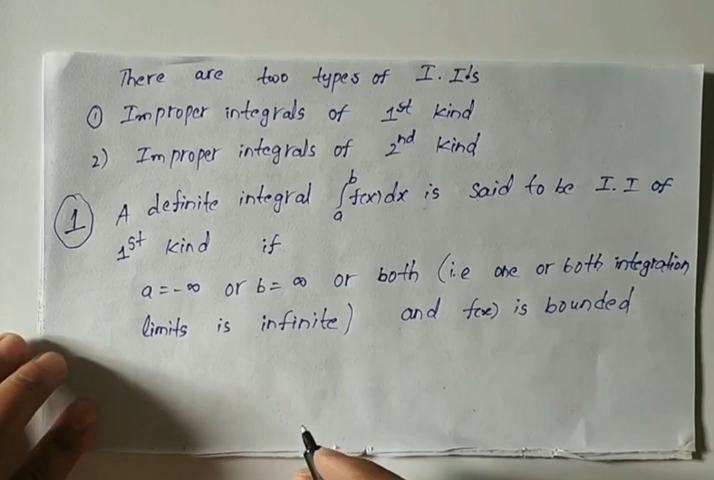 There are two types of I. I's
① Improper integrals of 1st kind
2) Improper integrals of 2nd kind
① A definite integral ∫_a^b f(x) dx is said to be I. I of
1st kind if
a = -∞ or b = ∞ or both (i.e one or both integration
limits is infinite) and f(x) is bounded